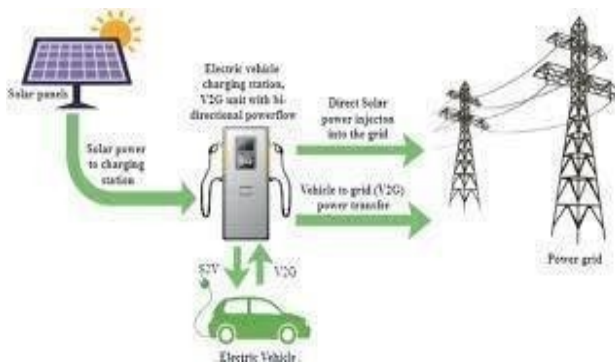 Solar panels
Solar power
to charging
station
Electric vehicle
charging station,
V2G unit with bi-
directional powerflow
Direct Solar
power injecton
into the grid
Vehicle to grid (V2G)
power transfer
S2V
V2G
Electric Vehicle
Power grid